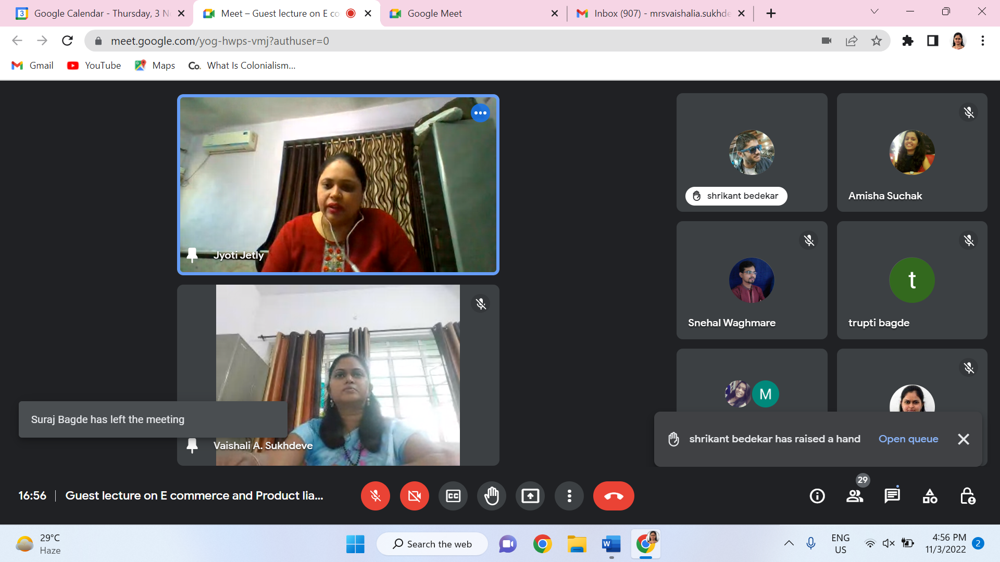 3 Google Calendar - Thursday, 3 N
Meet – Guest lecture on E co
Google Meet
Inbox (907) - mrsvaishalia.sukhde
meet.google.com/yog-hwps-vmj?authuser=0
Gmail
YouTube
Maps
Co. What Is Colonialism...
Jyoti Jetly
shrikant bedekar
Amisha Suchak
Snehal Waghmare
t
trupti bagde
M
Suraj Bagde has left the meeting
Vaishali A. Sukhdeve
shrikant bedekar has raised a hand Open queue
16:56 | Guest lecture on E commerce and Product lia...
CC
29
29°C
Haze
Search the web
W
ENG
US
4:56 PM
11/3/2022
2